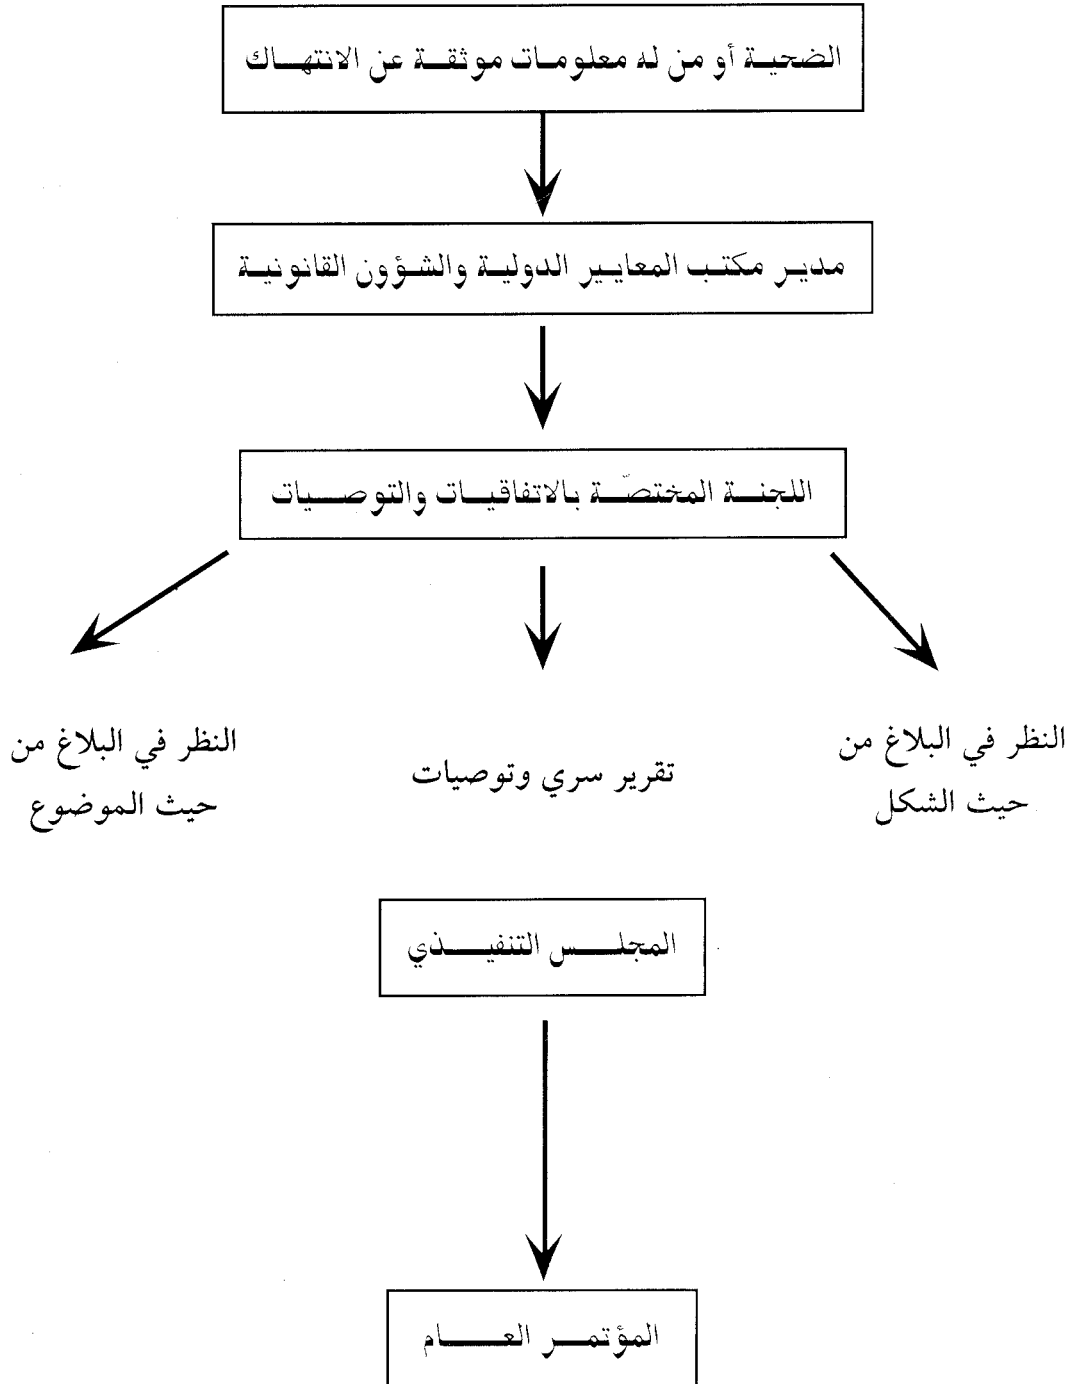 الضحية أو من له معلومات موثقة عن الانتهاك
مدير مكتب المعايير الدولية والشؤون القانونية
اللجنة المختصّة بالاتفاقيات والتوصيات
النظر في البلاغ من
حيث الشكل
تقرير سري وتوصيات
النظر في البلاغ من
حيث الموضوع
المجلس التنفيذي
المؤتمر العام